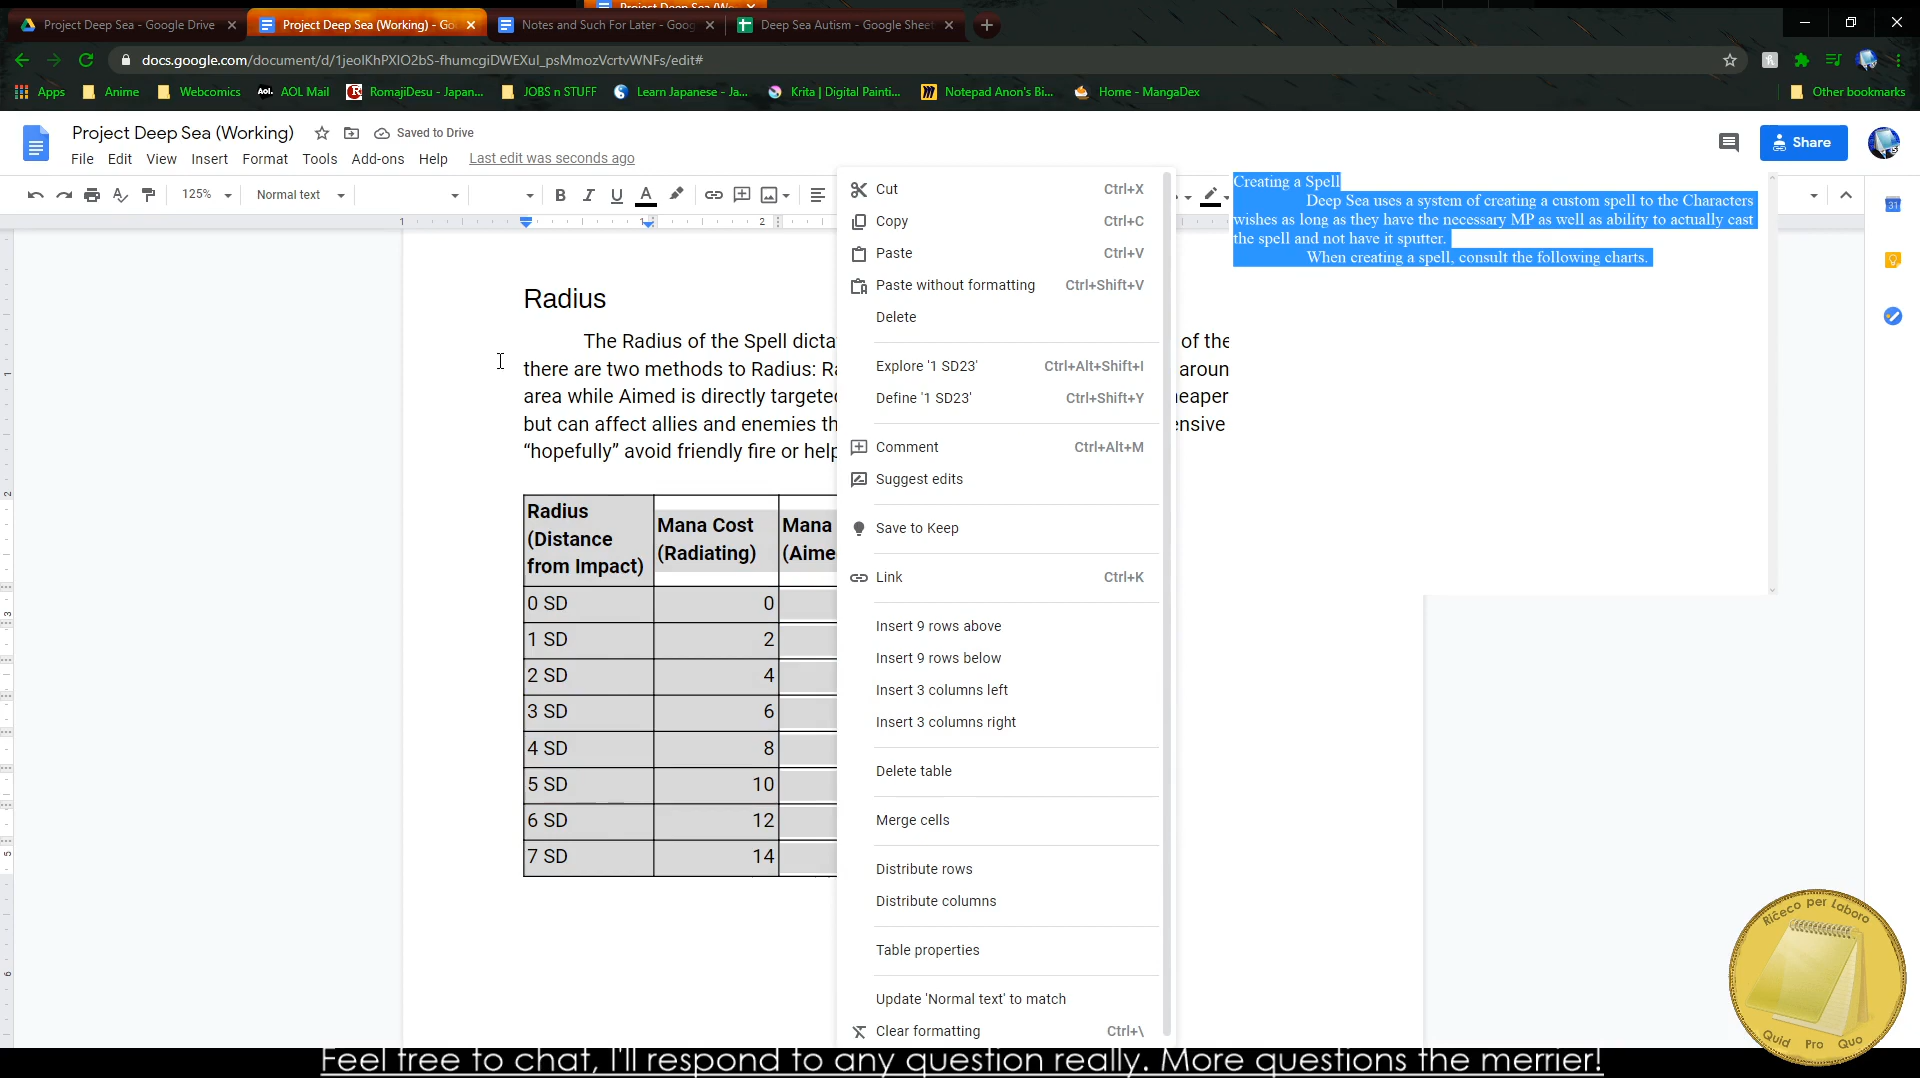 Project Deep Sea - Google Drive
Project Deep Sea (Working) - Go
Notes and Such For Later - Goog
Deep Sea Autism - Google Sheet
docs.google.com/document/d/1jeolKhPXIO2bS-fhumcgiDWEXul_psMmozVcrtvWNFs/edit#
Apps
Anime
Webcomics
Aol.
AOL Mail
RomajiDesu - Japan...
JOBS n STUFF
Learn Japanese - Ja...
Krita | Digital Painti...
Notepad Anon's Bi...
Home - MangaDex
Other bookmarks
Project Deep Sea (Working)
Saved to Drive
File Edit View Insert Format Tools Add-ons Help
Last edit was seconds ago
Share
125%
Normal text
B I U A
31
Creating a Spell
Deep Sea uses a system of creating a custom spell to the Characters
wishes as long as they have the necessary MP as well as ability to actually cast
the spell and not have it sputter.
When creating a spell, consult the following charts.
Radius
The Radius of the Spell dicta
of the
there are two methods to Radius: Ra
aroun
area while Aimed is directly targeted
eaper
but can affect allies and enemies th
ensive
“hopefully” avoid friendly fire or help
Radius
(Distance
from Impact)
Mana Cost
(Radiating)
Mana
(Aime
0 SD 0
1 SD 2
2 SD 4
3 SD 6
4 SD 8
5 SD 10
6 SD 12
7 SD 14
Cut Ctrl+X
Copy Ctrl+C
Paste Ctrl+V
Paste without formatting Ctrl+Shift+V
Delete
Explore '1 SD23' Ctrl+Alt+Shift+I
Define '1 SD23' Ctrl+Shift+Y
Comment Ctrl+Alt+M
Suggest edits
Save to Keep
Link Ctrl+K
Insert 9 rows above
Insert 9 rows below
Insert 3 columns left
Insert 3 columns right
Delete table
Merge cells
Distribute rows
Distribute columns
Table properties
Update 'Normal text' to match
Clear formatting Ctrl+\
Riceco per Laboro
Quid Pro Quo
Feel free to chat, I'll respond to any question really. More questions the merrier!